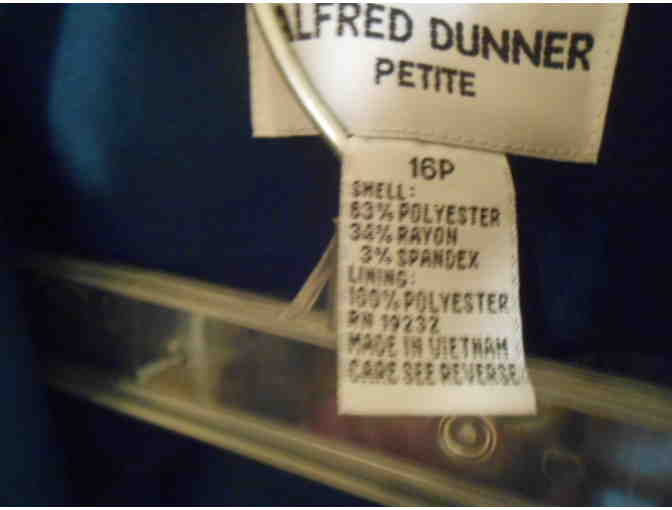 ALFRED DUNNER
PETITE
16P
SHELL:
63% POLYESTER
34% RAYON
3% SPANDEX
LINING:
100% POLYESTER
RN 19232
MADE IN VIETNAM
CARE SEE REVERSE